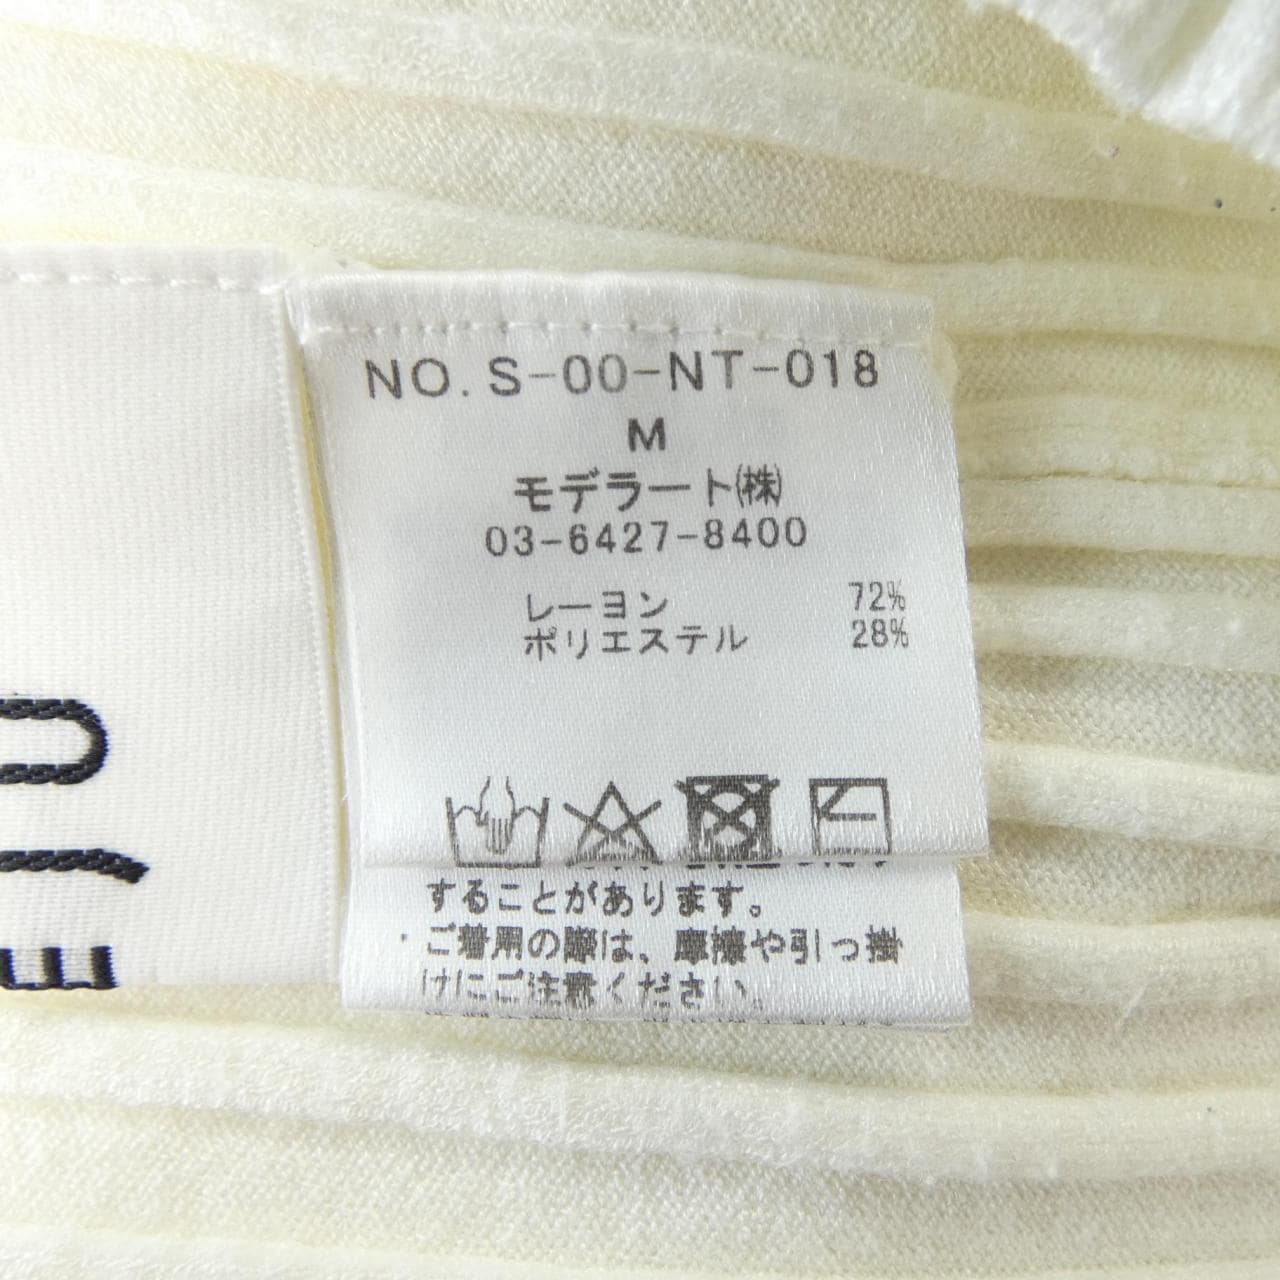 NO. S-00-NT-018
M
モデラート㈱
03-6427-8400
レーヨン 72%
ポリエステル 28%
することがあります。
・ご着用の際は、摩擦や引っ掛
けにご注意ください。
EJU